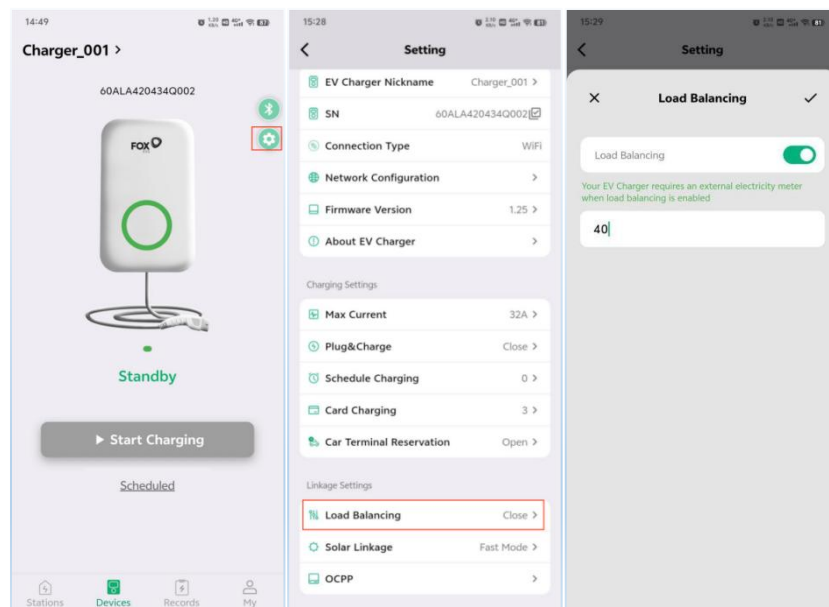 14:49
Charger_001 >
60ALA420434Q002
FOX
Standby
Start Charging
Scheduled
Stations
Devices
Records
My
15:28
Setting
EV Charger Nickname Charger_001 >
SN 60ALA420434Q002
Connection Type WiFi
Network Configuration >
Firmware Version 1.25 >
About EV Charger >
Charging Settings
Max Current 32A >
Plug&Charge Close >
Schedule Charging 0 >
Card Charging 3 >
Car Terminal Reservation Open >
Linkage Settings
Load Balancing Close >
Solar Linkage Fast Mode >
OCPP >
15:29
Setting
Load Balancing
Load Balancing
Your EV Charger requires an external electricity meter
when load balancing is enabled
40